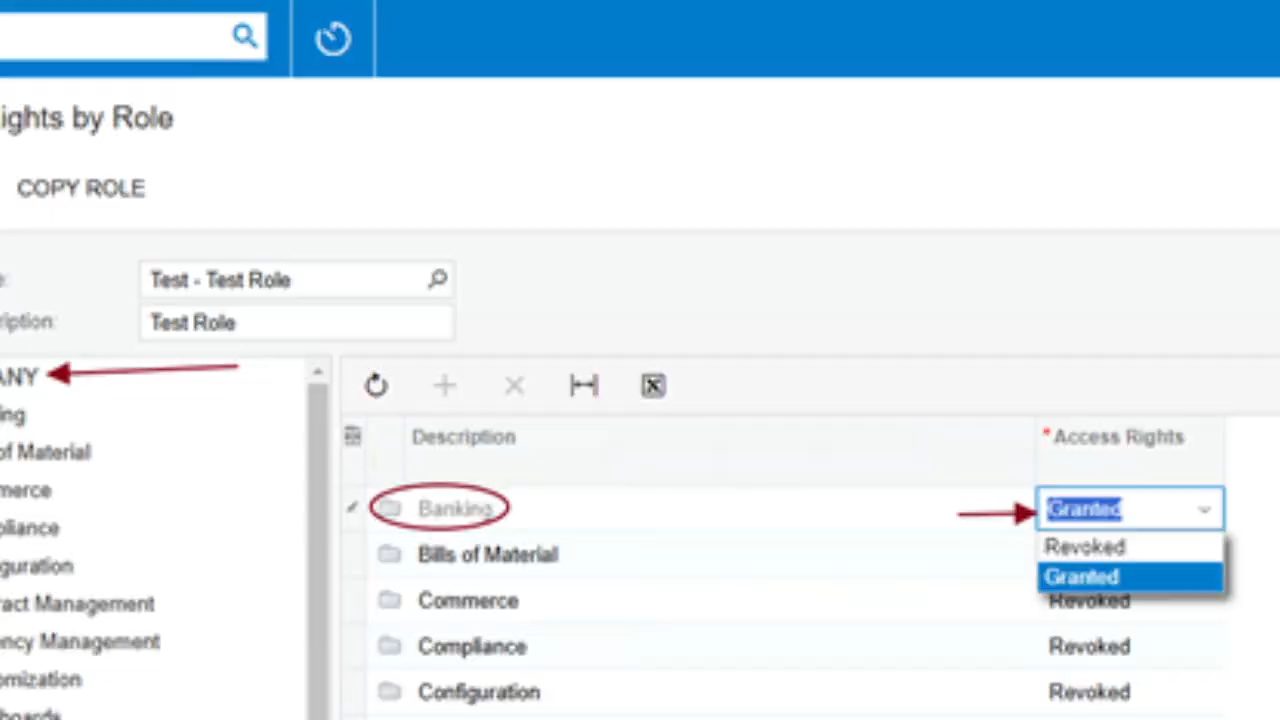 ights by Role
COPY ROLE
e:
Test - Test Role
ription:
Test Role
ANY
ing
of Material
merce
pliance
guration
ract Management
ency Management
omization
boards
Description
* Access Rights
Banking
Granted
Revoked
Granted
Bills of Material
Commerce
Revoked
Compliance
Revoked
Configuration
Revoked